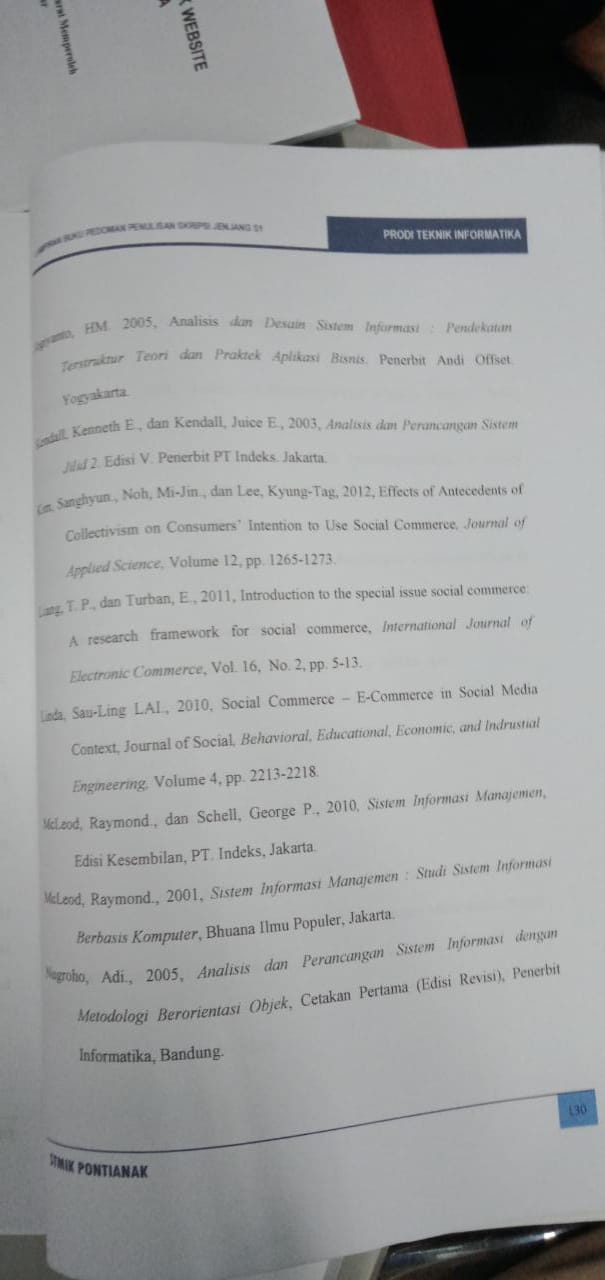 K WEBSITE
A
urat Memperoleh
ar
BUKU PEDOMAN PENULISAN SKRIPSI JENJANG S1
PRODI TEKNIK INFORMATIKA
HM. 2005, Analisis dan Desain Sistem Informasi : Pendekatan
Terstruktur Teori dan Praktek Aplikasi Bisnis. Penerbit Andi Offset.
Yogyakarta.
Kendall, Kenneth E., dan Kendall, Juice E., 2003, Analisis dan Perancangan Sistem
Jilid 2. Edisi V. Penerbit PT Indeks. Jakarta.
Kim, Sanghyun., Noh, Mi-Jin., dan Lee, Kyung-Tag, 2012, Effects of Antecedents of
Collectivism on Consumers' Intention to Use Social Commerce. Journal of
Applied Science, Volume 12, pp. 1265-1273.
Liang, T. P., dan Turban, E., 2011, Introduction to the special issue social commerce:
A research framework for social commerce, International Journal of
Electronic Commerce, Vol. 16, No. 2, pp. 5-13.
Linda, Sau-Ling LAI., 2010, Social Commerce – E-Commerce in Social Media
Context, Journal of Social, Behavioral, Educational, Economic, and Indrustial
Engineering, Volume 4, pp. 2213-2218.
McLeod, Raymond., dan Schell, George P., 2010, Sistem Informasi Manajemen,
Edisi Kesembilan, PT. Indeks, Jakarta.
McLeod, Raymond., 2001, Sistem Informasi Manajemen : Studi Sistem Informasi
Berbasis Komputer, Bhuana Ilmu Populer, Jakarta.
Nugroho, Adi., 2005, Analisis dan Perancangan Sistem Informasi dengan
Metodologi Berorientasi Objek, Cetakan Pertama (Edisi Revisi), Penerbit
Informatika, Bandung.
130
STMIK PONTIANAK